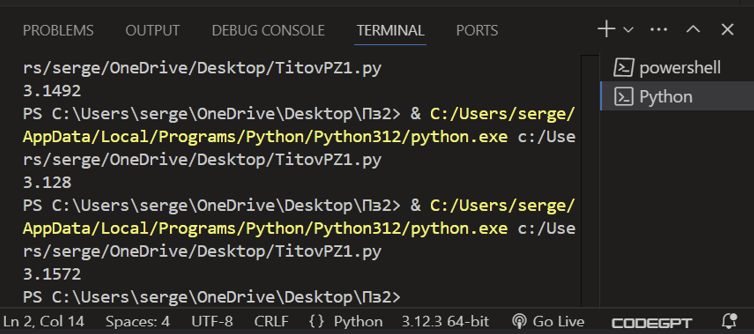 PROBLEMS OUTPUT DEBUG CONSOLE TERMINAL PORTS
rs/serge/OneDrive/Desktop/TitovPZ1.py
3.1492
PS C:\Users\serge\OneDrive\Desktop\Пз2> & C:/Users/serge/
AppData/Local/Programs/Python/Python312/python.exe c:/Use
rs/serge/OneDrive/Desktop/TitovPZ1.py
3.128
PS C:\Users\serge\OneDrive\Desktop\Пз2> & C:/Users/serge/
AppData/Local/Programs/Python/Python312/python.exe c:/Use
rs/serge/OneDrive/Desktop/TitovPZ1.py
3.1572
PS C:\Users\serge\OneDrive\Desktop\Пз2>
powershell
Python
Ln 2, Col 14 Spaces: 4 UTF-8 CRLF {} Python 3.12.3 64-bit Go Live CODEGPT